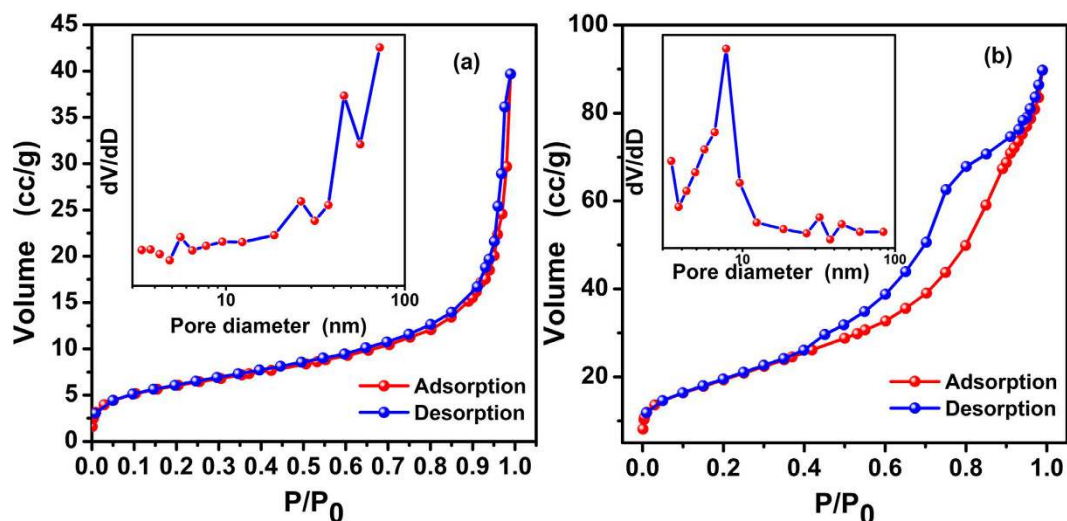 (a)
Volume (cc/g)
45
40
35
30
25
20
15
10
5
0
0.0 0.1 0.2 0.3 0.4 0.5 0.6 0.7 0.8 0.9 1.0
P/P0
dV/dD
10 100
Pore diameter (nm)
Adsorption
Desorption
(b)
Volume (cc/g)
100
80
60
40
20
0.0 0.2 0.4 0.6 0.8 1.0
P/P0
dV/dD
10 100
Pore diameter (nm)
Adsorption
Desorption